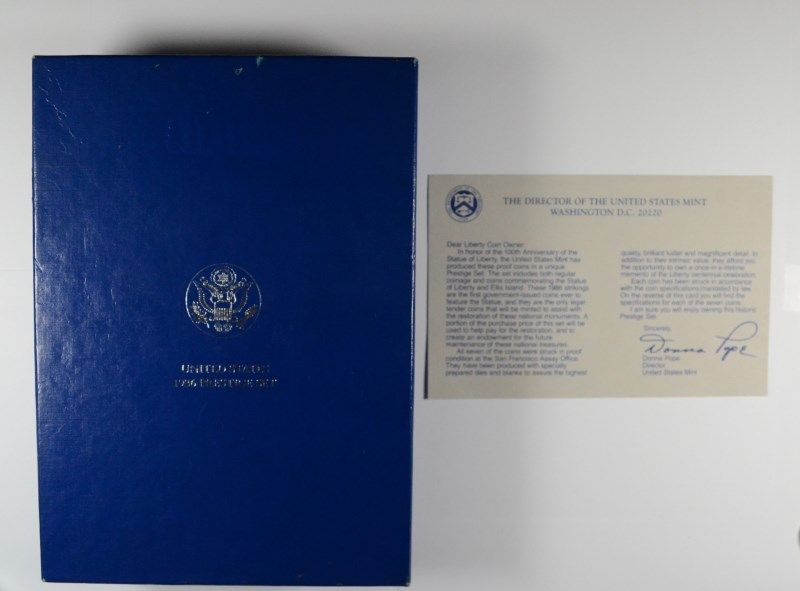 UNITED STATES
1986 PRESTIGE SET
THE DIRECTOR OF THE UNITED STATES MINT
WASHINGTON D.C. 20220
Dear Liberty Coin Owner:
In honor of the 100th Anniversary of the
Statue of Liberty, the United States Mint has
produced these proof coins in a unique
Prestige Set. The set includes both regular
coinage and coins commemorating the Statue
of Liberty and Ellis Island. These 1986 strikings
are the first government-issued coins ever to
feature the Statue, and they are the only legal
tender coins that will be minted to assist with
the restoration of these national monuments. A
portion of the purchase price of this set will be
used to help pay for the restoration, and to
create an endowment for the future
maintenance of these national treasures.
All seven of the coins were struck in proof
condition at the San Francisco Assay Office.
They have been produced with specially
prepared dies and blanks to assure the highest
quality, brilliant luster and magnificent detail. In
addition to their intrinsic value, they afford you
the opportunity to own a once-in-a-lifetime
memento of the Liberty centennial celebration.
Each coin has been struck in accordance
with the coin specifications mandated by law.
On the reverse of this card you will find the
specifications for each of the seven coins.
I am sure you will enjoy owning this historic
Prestige Set.
Sincerely,
Donna Pope
Donna Pope
Director
United States Mint